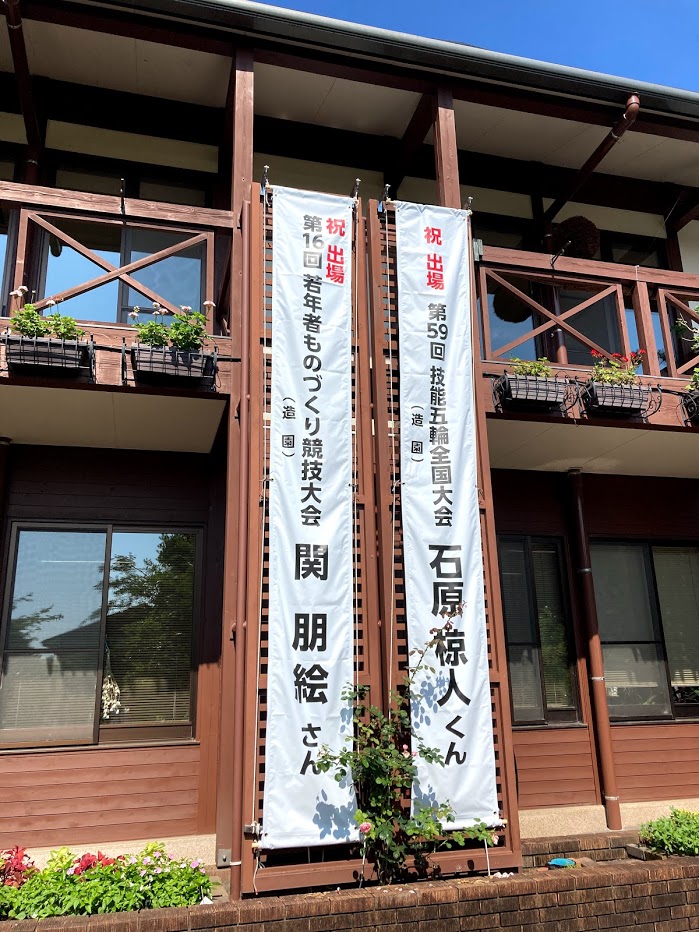 祝 出場
第59回 技能五輪全国大会
（造園）
石原 椋人 くん
祝 出場
第16回 若年者ものづくり競技大会
（造園）
関 朋絵 さん